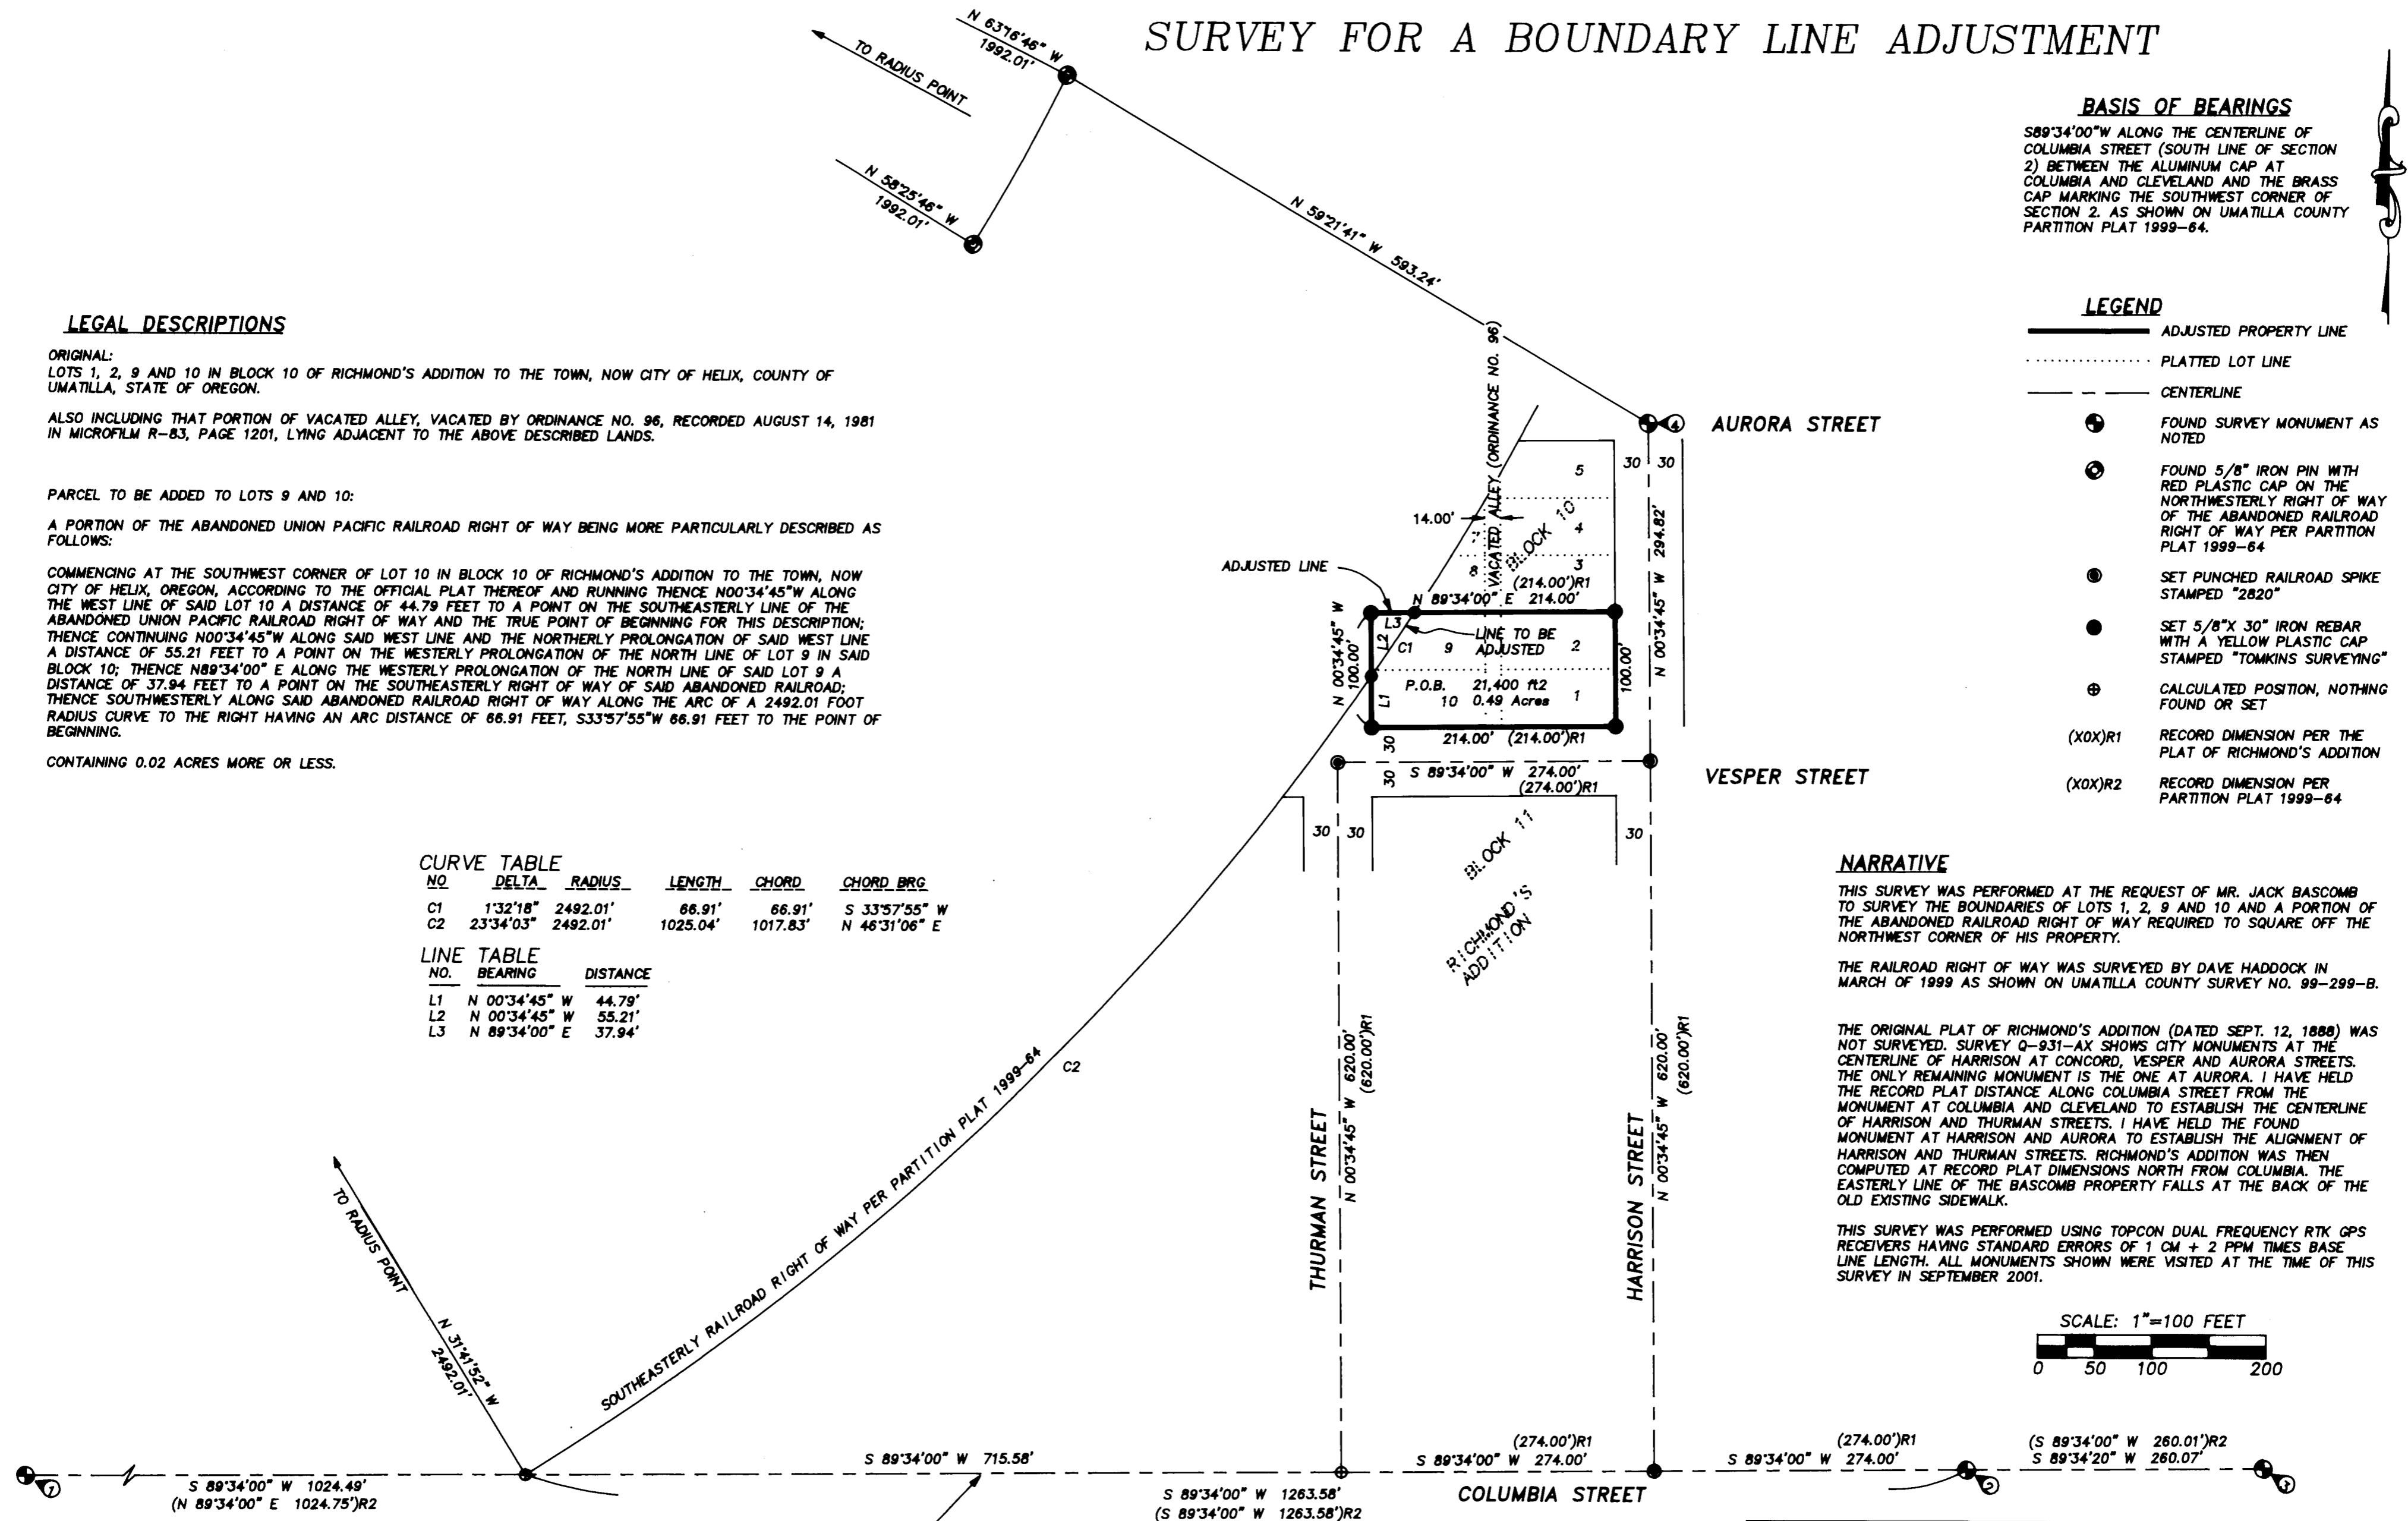 SURVEY FOR A BOUNDARY LINE ADJUSTMENT
N 63°16'46" W
1992.01'
TO RADIUS POINT
N 58°25'46" W
1992.01'
N 59°21'41" W 593.24'
BASIS OF BEARINGS
S89°34'00"W ALONG THE CENTERLINE OF
COLUMBIA STREET (SOUTH LINE OF SECTION
2) BETWEEN THE ALUMINUM CAP AT
COLUMBIA AND CLEVELAND AND THE BRASS
CAP MARKING THE SOUTHWEST CORNER OF
SECTION 2. AS SHOWN ON UMATILLA COUNTY
PARTITION PLAT 1999-64.
LEGEND
ADJUSTED PROPERTY LINE
PLATTED LOT LINE
CENTERLINE
FOUND SURVEY MONUMENT AS
NOTED
FOUND 5/8" IRON PIN WITH
RED PLASTIC CAP ON THE
NORTHWESTERLY RIGHT OF WAY
OF THE ABANDONED RAILROAD
RIGHT OF WAY PER PARTITION
PLAT 1999-64
SET PUNCHED RAILROAD SPIKE
STAMPED "2820"
SET 5/8"X 30" IRON REBAR
WITH A YELLOW PLASTIC CAP
STAMPED "TOMKINS SURVEYING"
CALCULATED POSITION, NOTHING
FOUND OR SET
(X0X)R1 RECORD DIMENSION PER THE
PLAT OF RICHMOND'S ADDITION
(X0X)R2 RECORD DIMENSION PER
PARTITION PLAT 1999-64
LEGAL DESCRIPTIONS
ORIGINAL:
LOTS 1, 2, 9 AND 10 IN BLOCK 10 OF RICHMOND'S ADDITION TO THE TOWN, NOW CITY OF HELIX, COUNTY OF
UMATILLA, STATE OF OREGON.
ALSO INCLUDING THAT PORTION OF VACATED ALLEY, VACATED BY ORDINANCE NO. 96, RECORDED AUGUST 14, 1981
IN MICROFILM R-83, PAGE 1201, LYING ADJACENT TO THE ABOVE DESCRIBED LANDS.
PARCEL TO BE ADDED TO LOTS 9 AND 10:
A PORTION OF THE ABANDONED UNION PACIFIC RAILROAD RIGHT OF WAY BEING MORE PARTICULARLY DESCRIBED AS
FOLLOWS:
COMMENCING AT THE SOUTHWEST CORNER OF LOT 10 IN BLOCK 10 OF RICHMOND'S ADDITION TO THE TOWN, NOW
CITY OF HELIX, OREGON, ACCORDING TO THE OFFICIAL PLAT THEREOF AND RUNNING THENCE N00°34'45"W ALONG
THE WEST LINE OF SAID LOT 10 A DISTANCE OF 44.79 FEET TO A POINT ON THE SOUTHEASTERLY LINE OF THE
ABANDONED UNION PACIFIC RAILROAD RIGHT OF WAY AND THE TRUE POINT OF BEGINNING FOR THIS DESCRIPTION;
THENCE CONTINUING N00°34'45"W ALONG SAID WEST LINE AND THE NORTHERLY PROLONGATION OF SAID WEST LINE
A DISTANCE OF 55.21 FEET TO A POINT ON THE WESTERLY PROLONGATION OF THE NORTH LINE OF LOT 9 IN SAID
BLOCK 10; THENCE N89°34'00" E ALONG THE WESTERLY PROLONGATION OF THE NORTH LINE OF SAID LOT 9 A
DISTANCE OF 37.94 FEET TO A POINT ON THE SOUTHEASTERLY RIGHT OF WAY OF SAID ABANDONED RAILROAD;
THENCE SOUTHWESTERLY ALONG SAID ABANDONED RAILROAD RIGHT OF WAY ALONG THE ARC OF A 2492.01 FOOT
RADIUS CURVE TO THE RIGHT HAVING AN ARC DISTANCE OF 66.91 FEET, S33°57'55"W 66.91 FEET TO THE POINT OF
BEGINNING.
CONTAINING 0.02 ACRES MORE OR LESS.
VACATED ALLEY (ORDINANCE NO. 96)
4
AURORA STREET
30 30
5
14.00'
4
7
BLOCK 10
3
8
(214.00')R1
ADJUSTED LINE
N 89°34'00" E 214.00'
L3
LINE TO BE
ADJUSTED
L2
C1
9
2
N 00°34'45" W
100.00'
100.00'
N 00°34'45" W 294.82'
P.O.B. 21,400 ft2
10 0.49 Acres 1
L1
214.00' (214.00')R1
30
30
S 89°34'00" W 274.00'
(274.00')R1
VESPER STREET
30 30
30
BLOCK 11
RICHMOND'S
ADDITION
CURVE TABLE
NO DELTA RADIUS LENGTH CHORD CHORD BRG
C1 1°32'18" 2492.01' 66.91' 66.91' S 33°57'55" W
C2 23°34'03" 2492.01' 1025.04' 1017.83' N 46°31'06" E
LINE TABLE
NO. BEARING DISTANCE
L1 N 00°34'45" W 44.79'
L2 N 00°34'45" W 55.21'
L3 N 89°34'00" E 37.94'
C2
SOUTHEASTERLY RAILROAD RIGHT OF WAY PER PARTITION PLAT 1999-64
TO RADIUS POINT
N 31°41'52" W
2492.01'
THURMAN STREET
N 00°34'45" W 620.00'
(620.00')R1
HARRISON STREET
N 00°34'45" W 620.00'
(620.00')R1
NARRATIVE
THIS SURVEY WAS PERFORMED AT THE REQUEST OF MR. JACK BASCOMB
TO SURVEY THE BOUNDARIES OF LOTS 1, 2, 9 AND 10 AND A PORTION OF
THE ABANDONED RAILROAD RIGHT OF WAY REQUIRED TO SQUARE OFF THE
NORTHWEST CORNER OF HIS PROPERTY.
THE RAILROAD RIGHT OF WAY WAS SURVEYED BY DAVE HADDOCK IN
MARCH OF 1999 AS SHOWN ON UMATILLA COUNTY SURVEY NO. 99-299-B.
THE ORIGINAL PLAT OF RICHMOND'S ADDITION (DATED SEPT. 12, 1888) WAS
NOT SURVEYED. SURVEY Q-931-AX SHOWS CITY MONUMENTS AT THE
CENTERLINE OF HARRISON AT CONCORD, VESPER AND AURORA STREETS.
THE ONLY REMAINING MONUMENT IS THE ONE AT AURORA. I HAVE HELD
THE RECORD PLAT DISTANCE ALONG COLUMBIA STREET FROM THE
MONUMENT AT COLUMBIA AND CLEVELAND TO ESTABLISH THE CENTERLINE
OF HARRISON AND THURMAN STREETS. I HAVE HELD THE FOUND
MONUMENT AT HARRISON AND AURORA TO ESTABLISH THE ALIGNMENT OF
HARRISON AND THURMAN STREETS. RICHMOND'S ADDITION WAS THEN
COMPUTED AT RECORD PLAT DIMENSIONS NORTH FROM COLUMBIA. THE
EASTERLY LINE OF THE BASCOMB PROPERTY FALLS AT THE BACK OF THE
OLD EXISTING SIDEWALK.
THIS SURVEY WAS PERFORMED USING TOPCON DUAL FREQUENCY RTK GPS
RECEIVERS HAVING STANDARD ERRORS OF 1 CM + 2 PPM TIMES BASE
LINE LENGTH. ALL MONUMENTS SHOWN WERE VISITED AT THE TIME OF THIS
SURVEY IN SEPTEMBER 2001.
SCALE: 1"=100 FEET
0 50 100 200
1
S 89°34'00" W 1024.49'
(N 89°34'00" E 1024.75')R2
S 89°34'00" W 715.58'
S 89°34'00" W 1263.58'
(S 89°34'00" W 1263.58')R2
(274.00')R1
S 89°34'00" W 274.00'
COLUMBIA STREET
(274.00')R1
S 89°34'00" W 274.00'
2
(S 89°34'00" W 260.01')R2
S 89°34'20" W 260.07'
3